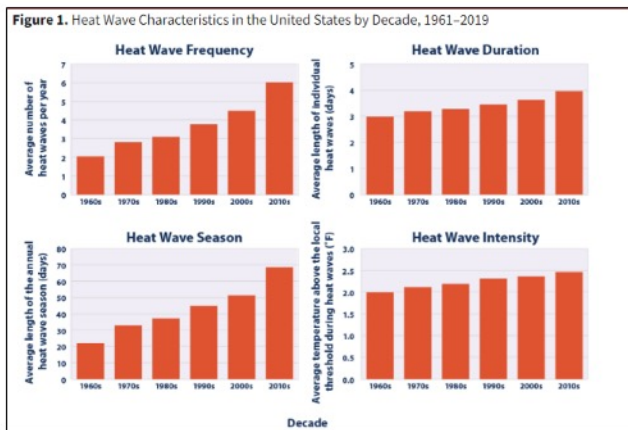 Figure 1. Heat Wave Characteristics in the United States by Decade, 1961–2019
Heat Wave Frequency
Average number of
heat waves per year
7
6
5
4
3
2
1
0
1960s 1970s 1980s 1990s 2000s 2010s
Heat Wave Duration
Average length of individual
heat waves (days)
5
4
3
2
1
0
1960s 1970s 1980s 1990s 2000s 2010s
Heat Wave Season
Average length of the annual
heat wave season (days)
80
70
60
50
40
30
20
10
0
1960s 1970s 1980s 1990s 2000s 2010s
Heat Wave Intensity
Average temperature above the local
threshold during heat waves (°F)
3.0
2.5
2.0
1.5
1.0
0.5
0.0
1960s 1970s 1980s 1990s 2000s 2010s
Decade